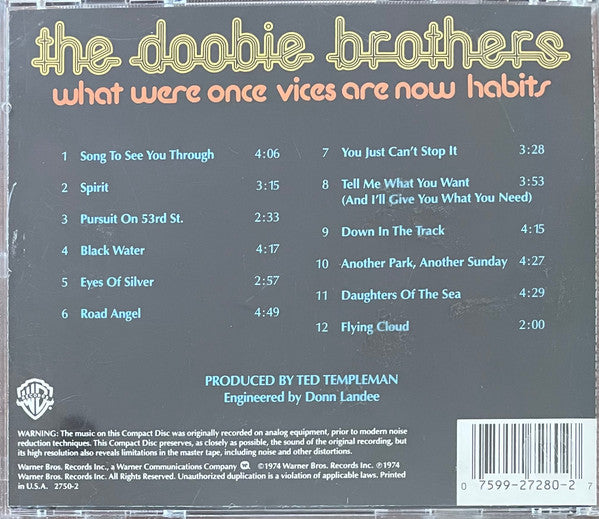 the doobie brothers
what were once vices are now habits
1 Song To See You Through 4:06
2 Spirit 3:15
3 Pursuit On 53rd St. 2:33
4 Black Water 4:17
5 Eyes Of Silver 2:57
6 Road Angel 4:49
7 You Just Can't Stop It 3:28
8 Tell Me What You Want 3:53
(And I'll Give You What You Need)
9 Down In The Track 4:15
10 Another Park, Another Sunday 4:27
11 Daughters Of The Sea 4:29
12 Flying Cloud 2:00
PRODUCED BY TED TEMPLEMAN
Engineered by Donn Landee
WARNING: The music on this Compact Disc was originally recorded on analog equipment, prior to modern noise
reduction techniques. This Compact Disc preserves, as closely as possible, the sound of the original recording, but
its high resolution also reveals limitations in the master tape, including noise and other distortions.
Warner Bros. Records Inc., a Warner Communications Company ©1974 Warner Bros. Records Inc. ℗1974
Warner Bros. Records Inc. All Rights Reserved. Unauthorized duplication is a violation of applicable laws. Printed
in U.S.A. 2750-2
0 7599-27280-2 7